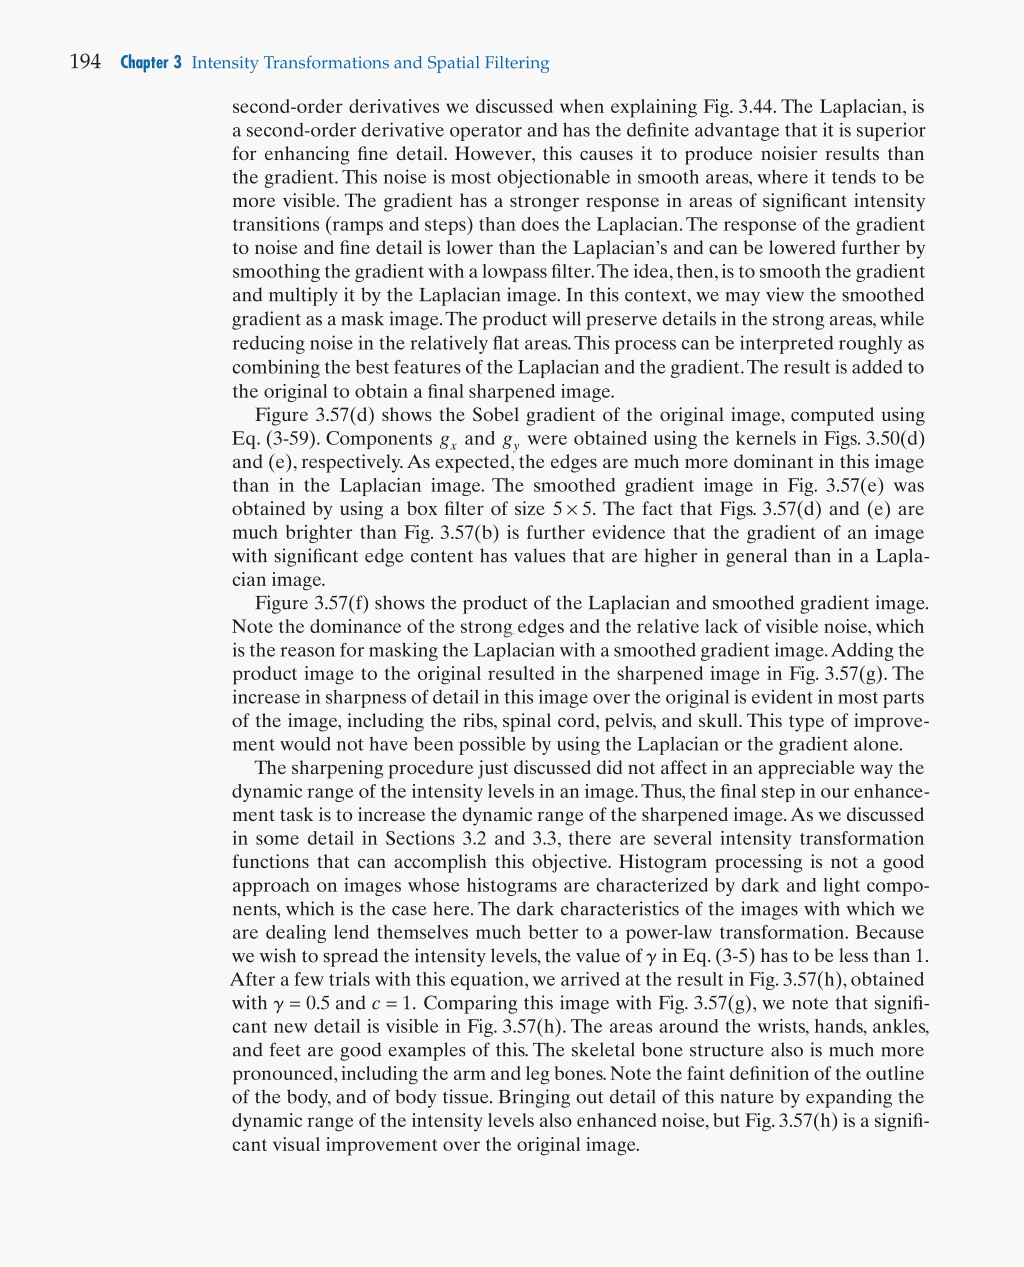 194 Chapter 3 Intensity Transformations and Spatial Filtering
second-order derivatives we discussed when explaining Fig. 3.44. The Laplacian, is
a second-order derivative operator and has the definite advantage that it is superior
for enhancing fine detail. However, this causes it to produce noisier results than
the gradient. This noise is most objectionable in smooth areas, where it tends to be
more visible. The gradient has a stronger response in areas of significant intensity
transitions (ramps and steps) than does the Laplacian. The response of the gradient
to noise and fine detail is lower than the Laplacian's and can be lowered further by
smoothing the gradient with a lowpass filter. The idea, then, is to smooth the gradient
and multiply it by the Laplacian image. In this context, we may view the smoothed
gradient as a mask image. The product will preserve details in the strong areas, while
reducing noise in the relatively flat areas. This process can be interpreted roughly as
combining the best features of the Laplacian and the gradient. The result is added to
the original to obtain a final sharpened image.
Figure 3.57(d) shows the Sobel gradient of the original image, computed using
Eq. (3-59). Components gₓ and g_y were obtained using the kernels in Figs. 3.50(d)
and (e), respectively. As expected, the edges are much more dominant in this image
than in the Laplacian image. The smoothed gradient image in Fig. 3.57(e) was
obtained by using a box filter of size 5 × 5. The fact that Figs. 3.57(d) and (e) are
much brighter than Fig. 3.57(b) is further evidence that the gradient of an image
with significant edge content has values that are higher in general than in a Lapla-
cian image.
Figure 3.57(f) shows the product of the Laplacian and smoothed gradient image.
Note the dominance of the strong edges and the relative lack of visible noise, which
is the reason for masking the Laplacian with a smoothed gradient image. Adding the
product image to the original resulted in the sharpened image in Fig. 3.57(g). The
increase in sharpness of detail in this image over the original is evident in most parts
of the image, including the ribs, spinal cord, pelvis, and skull. This type of improve-
ment would not have been possible by using the Laplacian or the gradient alone.
The sharpening procedure just discussed did not affect in an appreciable way the
dynamic range of the intensity levels in an image. Thus, the final step in our enhance-
ment task is to increase the dynamic range of the sharpened image. As we discussed
in some detail in Sections 3.2 and 3.3, there are several intensity transformation
functions that can accomplish this objective. Histogram processing is not a good
approach on images whose histograms are characterized by dark and light compo-
nents, which is the case here. The dark characteristics of the images with which we
are dealing lend themselves much better to a power-law transformation. Because
we wish to spread the intensity levels, the value of γ in Eq. (3-5) has to be less than 1.
After a few trials with this equation, we arrived at the result in Fig. 3.57(h), obtained
with γ = 0.5 and c = 1. Comparing this image with Fig. 3.57(g), we note that signifi-
cant new detail is visible in Fig. 3.57(h). The areas around the wrists, hands, ankles,
and feet are good examples of this. The skeletal bone structure also is much more
pronounced, including the arm and leg bones. Note the faint definition of the outline
of the body, and of body tissue. Bringing out detail of this nature by expanding the
dynamic range of the intensity levels also enhanced noise, but Fig. 3.57(h) is a signifi-
cant visual improvement over the original image.